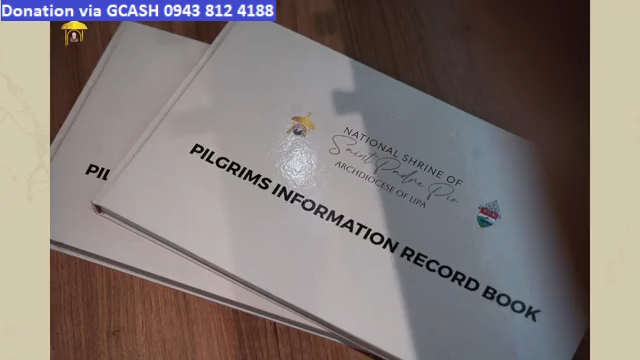 Donation via GCASH 0943 812 4188
NATIONAL SHRINE OF
Saint Padre Pio
ARCHDIOCESE OF LIPA
PILGRIMS INFORMATION RECORD BOOK
PIL